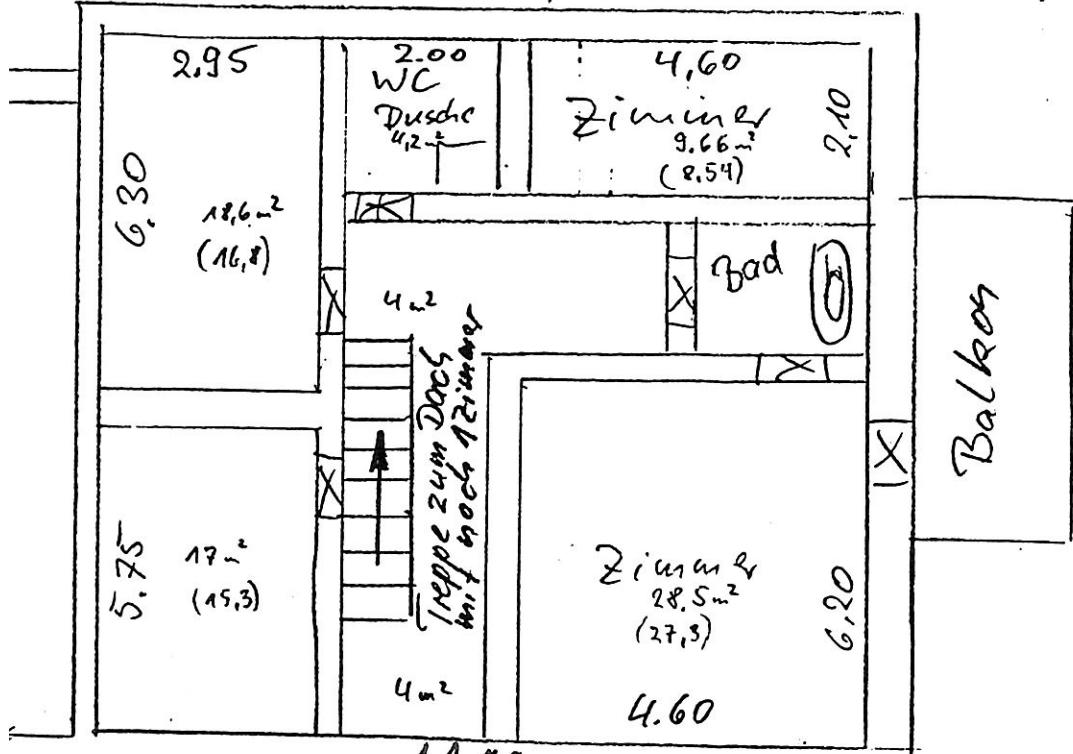 2.95
6.30
18,6 m²
(16,8)
2.00
WC
Dusche
4,2 m²
4,60
Zimmer
9.66 m²
(8.54)
2,10
4 m²
Bad
Balkon
Treppe zum Dach
mit noch 1 Zimmer
5.75
17 m²
(15,3)
4 m²
Zimmer
28,5 m²
(27,3)
6,20
4.60